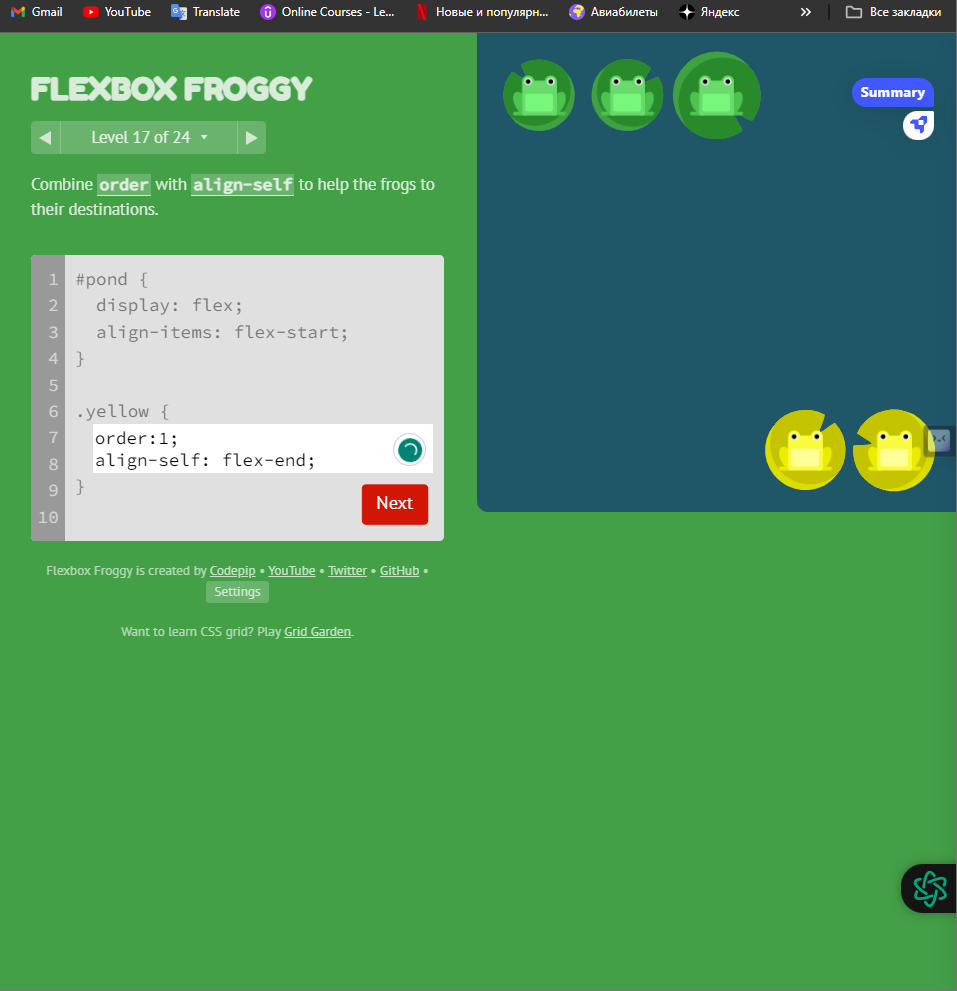 Gmail YouTube Translate Online Courses - Le... Новые и популярн... Авиабилеты Яндекс » Все закладки
FLEXBOX FROGGY
◀ Level 17 of 24 ▾ ▶
Combine order with align-self to help the frogs to
their destinations.
1 #pond {
2 display: flex;
3 align-items: flex-start;
4 }
5
6 .yellow {
7 order:1;
8 align-self: flex-end;
9 }
10
Next
Flexbox Froggy is created by Codepip • YouTube • Twitter • GitHub •
Settings
Want to learn CSS grid? Play Grid Garden.
Summary